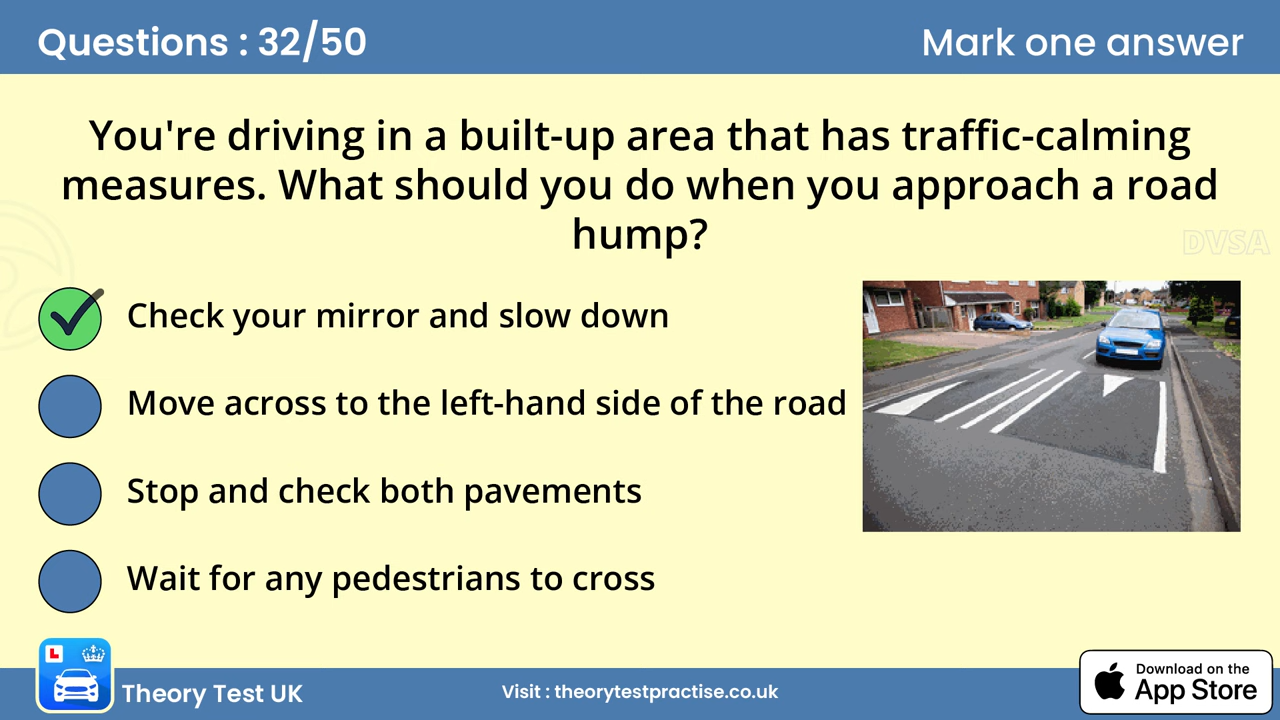 Questions : 32/50
Mark one answer
You're driving in a built-up area that has traffic-calming
measures. What should you do when you approach a road
hump?
DVSA
Check your mirror and slow down
Move across to the left-hand side of the road
Stop and check both pavements
Wait for any pedestrians to cross
L
Theory Test UK
Visit : theorytestpractise.co.uk
Download on the
App Store